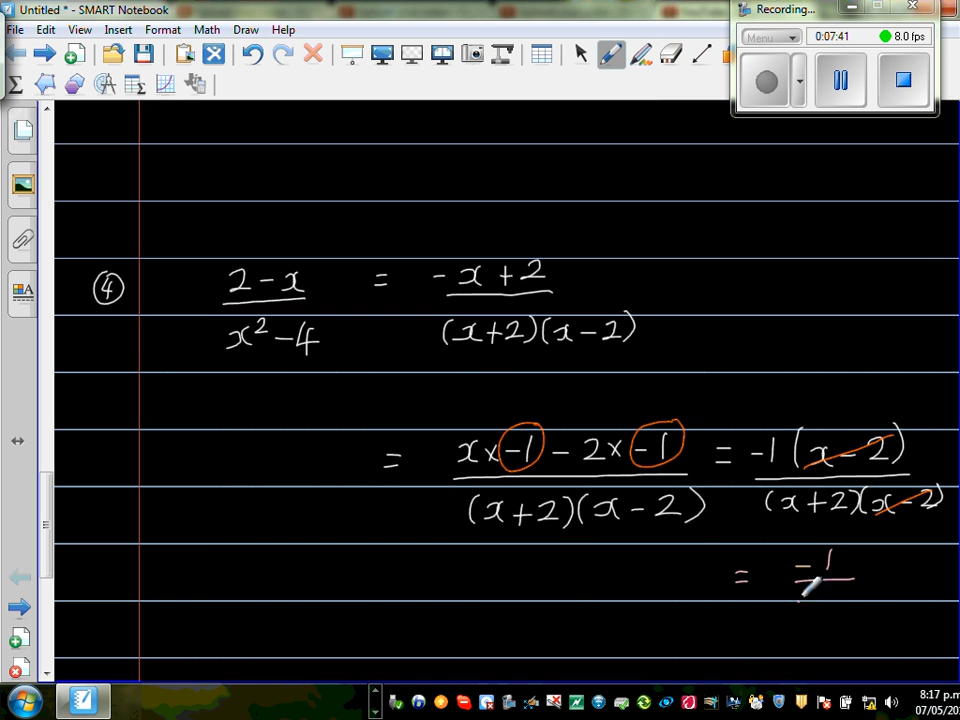 Untitled * - SMART Notebook
Recording...
File Edit View Insert Format Math Draw Help
Menu 0:07:41 8.0 fps
④ 2 - x = - x + 2
x² - 4 (x+2)(x-2)
= x × -1 - 2 × -1 = -1 (x - 2)
(x+2)(x-2) (x+2)(x-2)
= -1
8:17 p.m
07/05/20